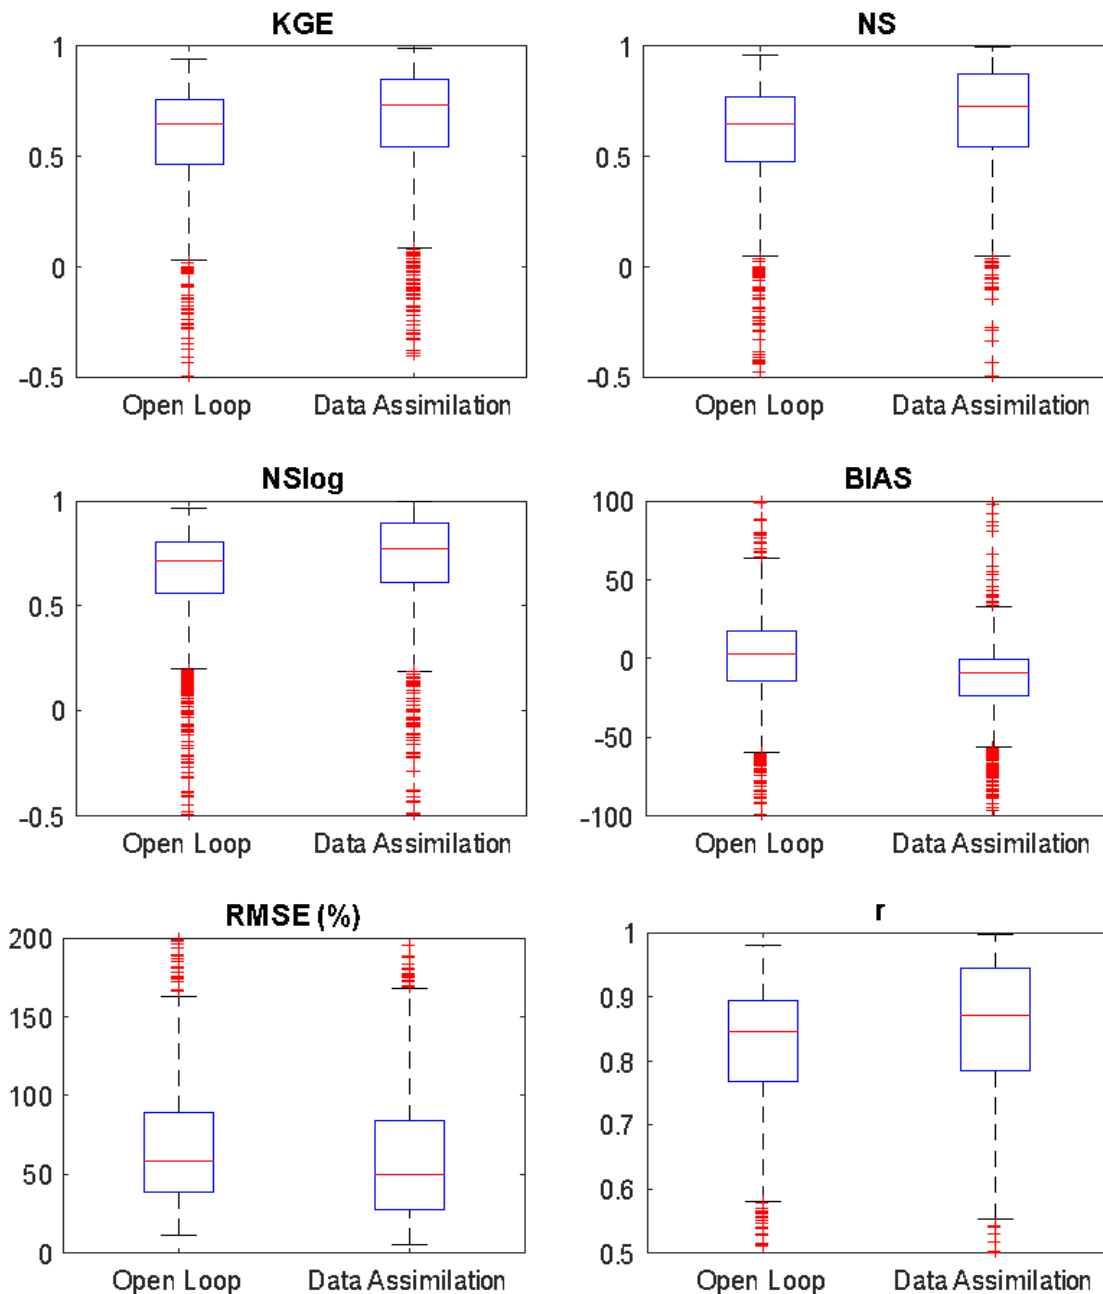 KGE
1
0.5
0
-0.5
Open Loop Data Assimilation
NS
1
0.5
0
-0.5
Open Loop Data Assimilation
NSlog
1
0.5
0
-0.5
Open Loop Data Assimilation
BIAS
100
50
0
-50
-100
Open Loop Data Assimilation
RMSE (%)
200
150
100
50
0
Open Loop Data Assimilation
r
1
0.9
0.8
0.7
0.6
0.5
Open Loop Data Assimilation